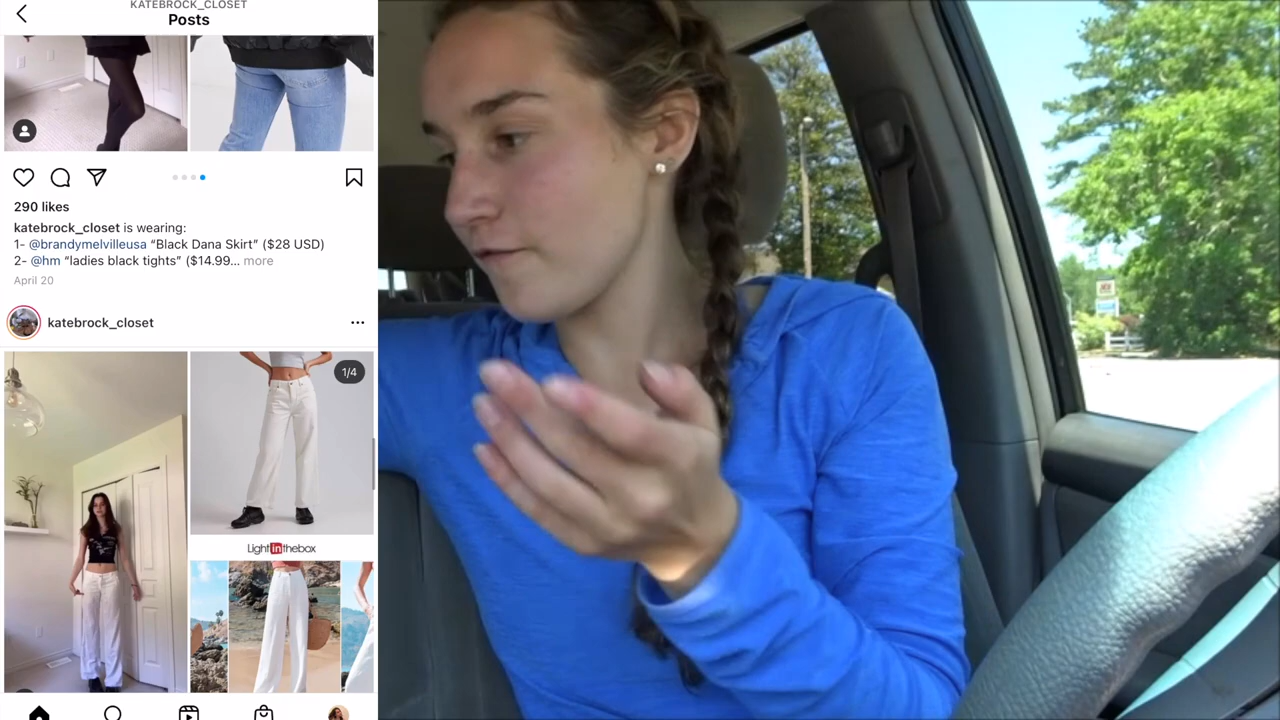 KATEBROCK_CLOSET
Posts
290 likes
katebrock_closet is wearing:
1- @brandymelvilleusa “Black Dana Skirt” ($28 USD)
2- @hm “ladies black tights” ($14.99... more
April 20
katebrock_closet
1/4
Lightinthebox